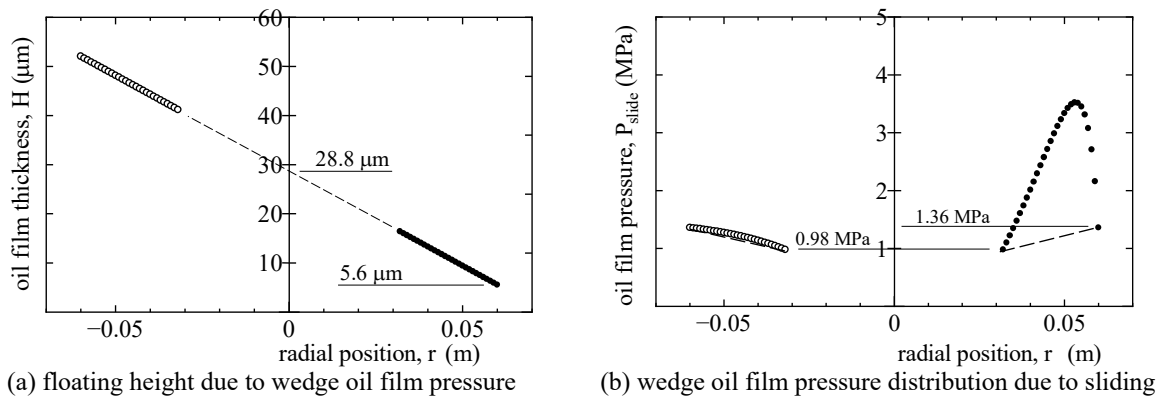 60
50
40
30
20
10
oil film thickness, H (μm)
28.8 μm
5.6 μm
−0.05
0
0.05
radial position, r (m)
(a) floating height due to wedge oil film pressure
5
4
3
2
1
oil film pressure, P_slide (MPa)
1.36 MPa
0.98 MPa
−0.05
0
0.05
radial position, r (m)
(b) wedge oil film pressure distribution due to sliding